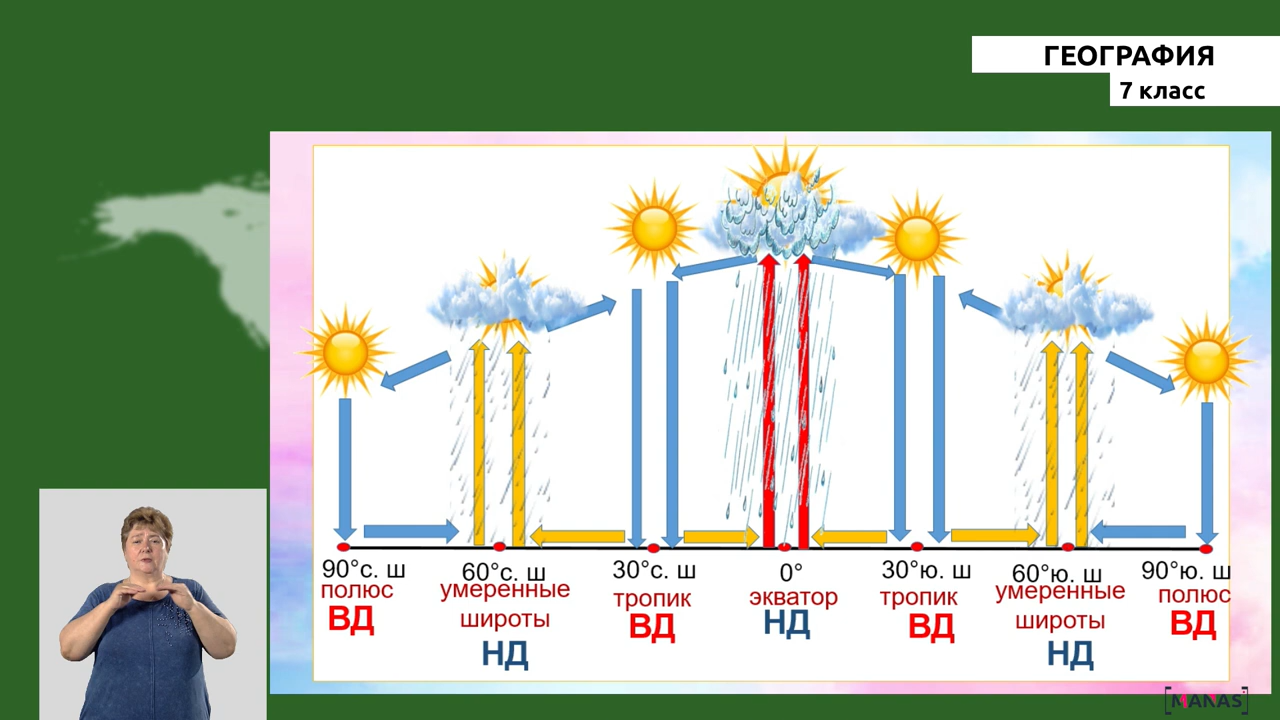 ГЕОГРАФИЯ
7 класс
90°с. ш 60°с. ш 30°с. ш 0° 30°ю. ш 60°ю. ш 90°ю. ш
полюс умеренные широты тропик экватор тропик умеренные широты полюс
ВД НД ВД НД ВД НД ВД
[MANAS]